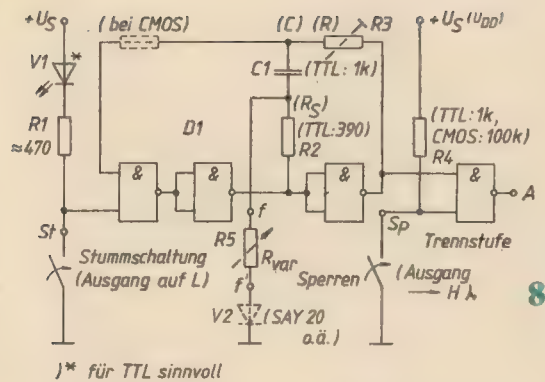 +U_S
V1 *
R1
≈470
(bei CMOS)
D1
(C) (R) R3
C1 (TTL: 1k)
(R_S)
(TTL:390)
R2
+U_S (U_DD)
(TTL:1k,
CMOS:100k)
R4
&
&
&
&
A
St
Stummschaltung
(Ausgang auf L)
f
R5
R_var
f'
V2
(SAY 20
o.ä.)
Sp
Sperren
(Ausgang
→ H
Trennstufe
8
)* für TTL sinnvoll